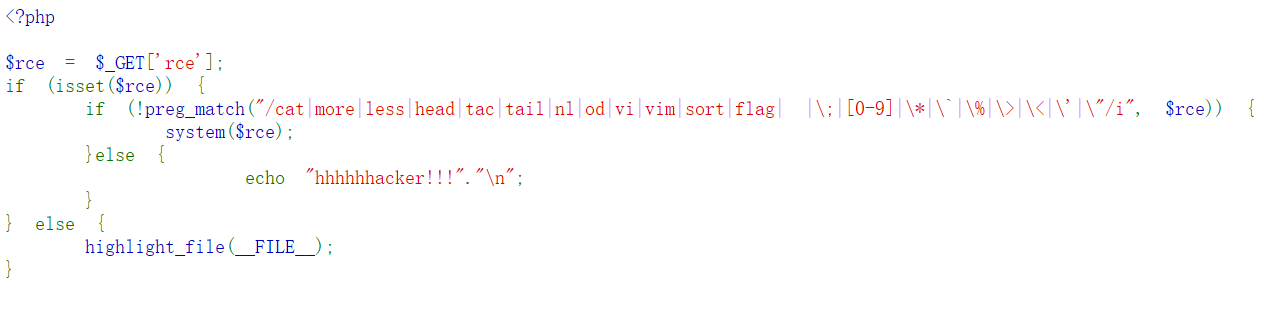 <?php
$rce = $_GET['rce'];
if (isset($rce)) {
if (!preg_match("/cat|more|less|head|tac|tail|nl|od|vi|vim|sort|flag| |\;|[0-9]|\*|\`|\%|\>|\<|\'|\"/i", $rce)) {
system($rce);
}else {
echo "hhhhhhacker!!!"."\n";
}
} else {
highlight_file(__FILE__);
}